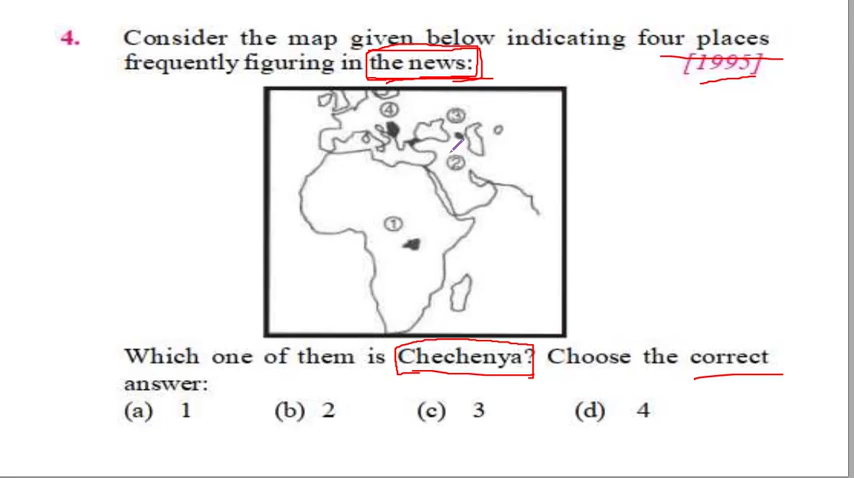 4. Consider the map given below indicating four places
frequently figuring in the news: [1995]
④ ③
②
①
Which one of them is Chechenya? Choose the correct
answer:
(a) 1 (b) 2 (c) 3 (d) 4